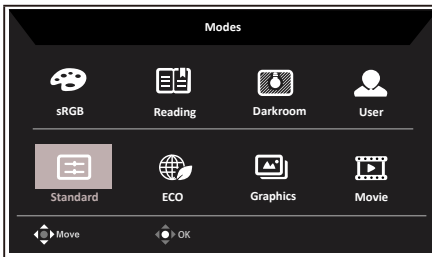 Modes
sRGB Reading Darkroom User
Standard ECO Graphics Movie
Move OK